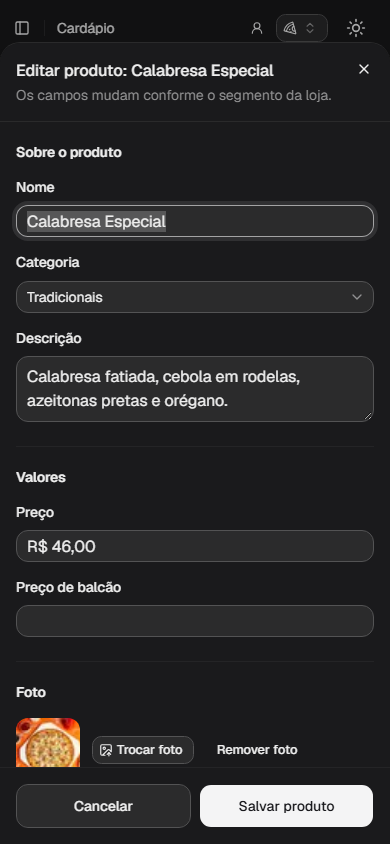 Cardápio
Editar produto: Calabresa Especial
Os campos mudam conforme o segmento da loja.
Sobre o produto
Nome
Calabresa Especial
Categoria
Tradicionais
Descrição
Calabresa fatiada, cebola em rodelas,
azeitonas pretas e orégano.
Valores
Preço
R$ 46,00
Preço de balcão
Foto
Trocar foto
Remover foto
Cancelar
Salvar produto